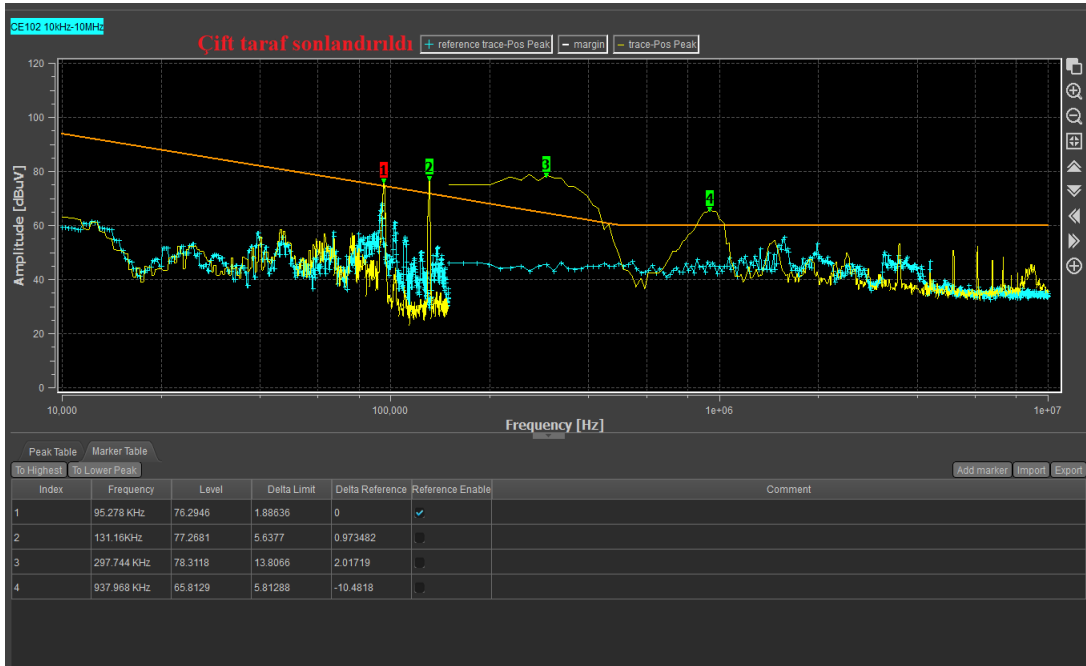 CE102 10kHz-10MHz
Çift taraf sonlandırıldı + reference trace-Pos Peak - margin - trace-Pos Peak
120
100
80
60
40
20
0
Amplitude [dBuV]
1
2
3
4
10,000
100,000
1e+06
1e+07
Frequency [Hz]
Peak Table Marker Table
To Highest To Lower Peak Add marker Import Export
Index Frequency Level Delta Limit Delta Reference Reference Enable Comment
1 95.278 KHz 76.2946 1.88636 0
2 131.16KHz 77.2681 5.6377 0.973482
3 297.744 KHz 78.3118 13.8066 2.01719
4 937.968 KHz 65.8129 5.81288 -10.4818